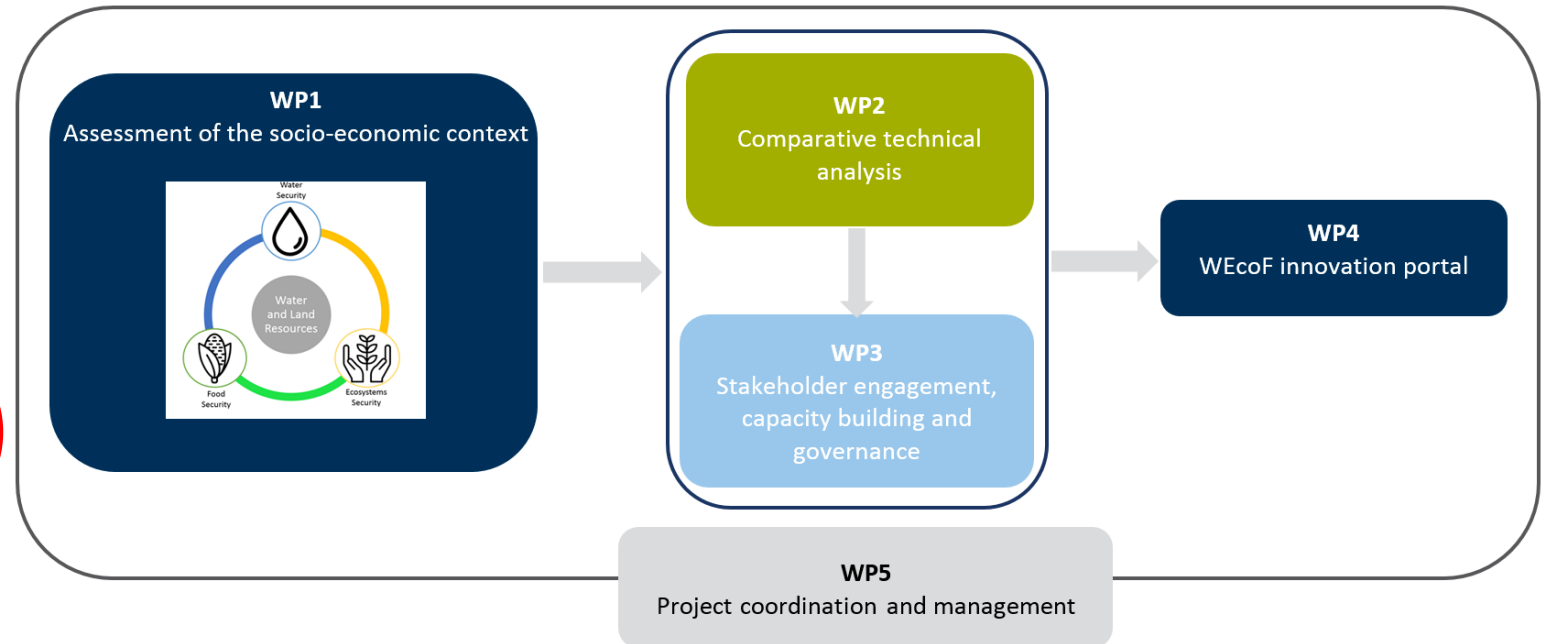 WP1
Assessment of the socio-economic context
Water
Security
Water
and Land
Resources
Food
Security
Ecosystems
Security
WP2
Comparative technical
analysis
WP3
Stakeholder engagement,
capacity building and
governance
WP4
WEcoF innovation portal
WP5
Project coordination and management